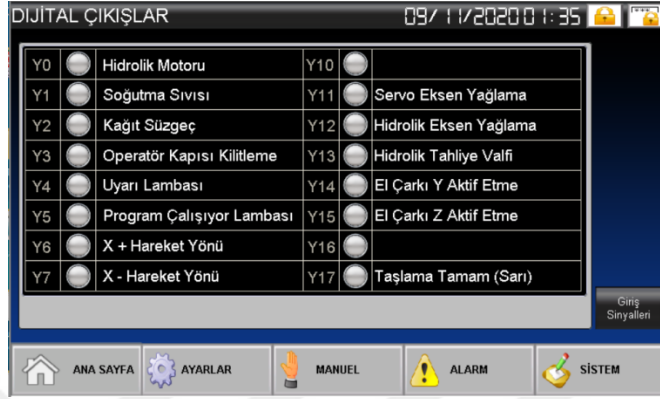 DIJİTAL ÇIKIŞLAR 09/11/2020 01:35
Y0 Hidrolik Motoru Y10
Y1 Soğutma Sıvısı Y11 Servo Eksen Yağlama
Y2 Kağıt Süzgeç Y12 Hidrolik Eksen Yağlama
Y3 Operatör Kapısı Kilitleme Y13 Hidrolik Tahliye Valfi
Y4 Uyarı Lambası Y14 El Çarkı Y Aktif Etme
Y5 Program Çalışıyor Lambası Y15 El Çarkı Z Aktif Etme
Y6 X + Hareket Yönü Y16
Y7 X - Hareket Yönü Y17 Taşlama Tamam (Sarı)
Giriş
Sinyalleri
ANA SAYFA AYARLAR MANUEL ALARM SİSTEM